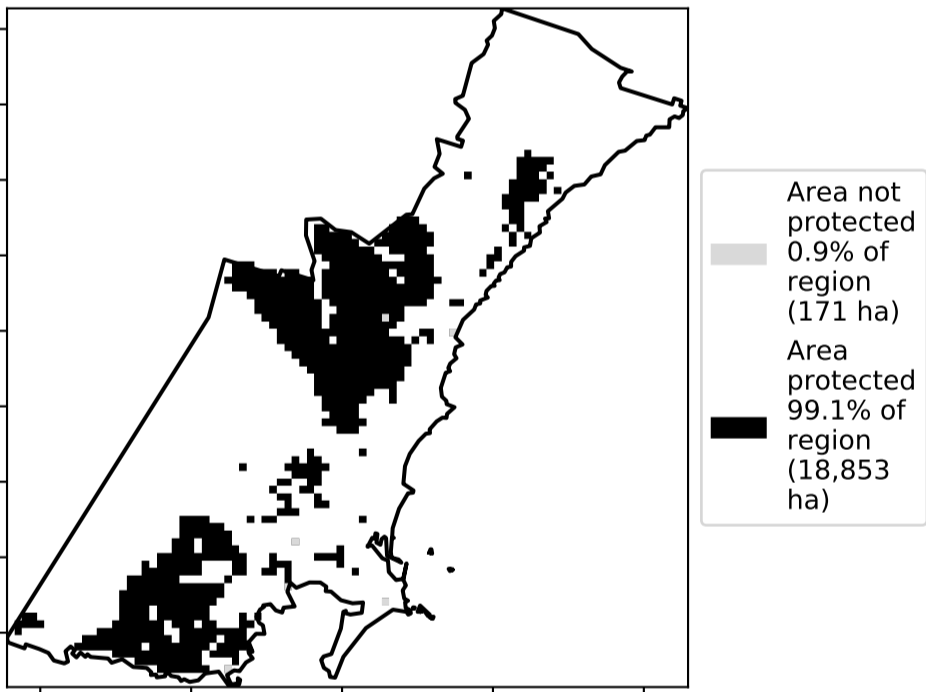 Area not
protected
0.9% of
region
(171 ha)
Area
protected
99.1% of
region
(18,853
ha)